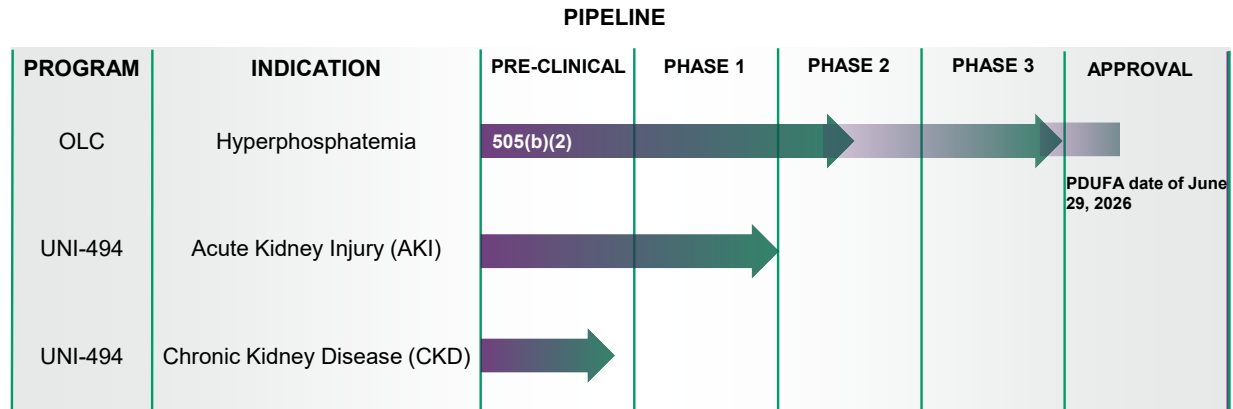 PIPELINE
PROGRAM INDICATION PRE-CLINICAL PHASE 1 PHASE 2 PHASE 3 APPROVAL
OLC Hyperphosphatemia 505(b)(2)
PDUFA date of June
29, 2026
UNI-494 Acute Kidney Injury (AKI)
UNI-494 Chronic Kidney Disease (CKD)